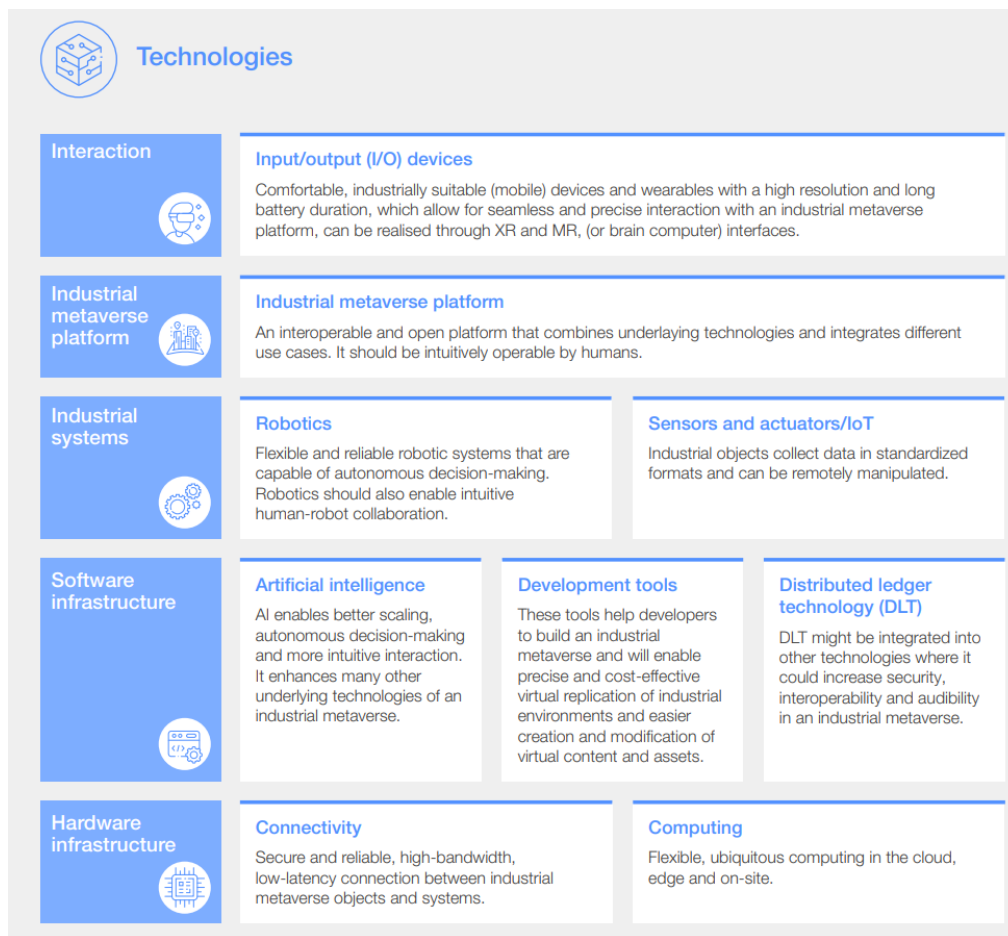 Technologies
Interaction
Input/output (I/O) devices
Comfortable, industrially suitable (mobile) devices and wearables with a high resolution and long
battery duration, which allow for seamless and precise interaction with an industrial metaverse
platform, can be realised through XR and MR, (or brain computer) interfaces.
Industrial
metaverse
platform
Industrial metaverse platform
An interoperable and open platform that combines underlaying technologies and integrates different
use cases. It should be intuitively operable by humans.
Industrial
systems
Robotics
Flexible and reliable robotic systems that are
capable of autonomous decision-making.
Robotics should also enable intuitive
human-robot collaboration.
Sensors and actuators/IoT
Industrial objects collect data in standardized
formats and can be remotely manipulated.
Software
infrastructure
Artificial intelligence
AI enables better scaling,
autonomous decision-making
and more intuitive interaction.
It enhances many other
underlying technologies of an
industrial metaverse.
Development tools
These tools help developers
to build an industrial
metaverse and will enable
precise and cost-effective
virtual replication of industrial
environments and easier
creation and modification of
virtual content and assets.
Distributed ledger
technology (DLT)
DLT might be integrated into
other technologies where it
could increase security,
interoperability and audibility
in an industrial metaverse.
Hardware
infrastructure
Connectivity
Secure and reliable, high-bandwidth,
low-latency connection between industrial
metaverse objects and systems.
Computing
Flexible, ubiquitous computing in the cloud,
edge and on-site.